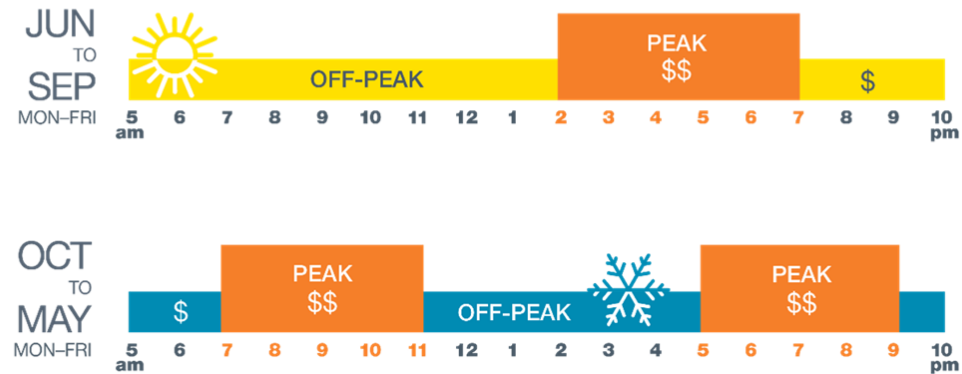 JUN
TO
SEP
MON–FRI
PEAK
$$
OFF-PEAK
$
5 6 7 8 9 10 11 12 1 2 3 4 5 6 7 8 9 10
am pm
OCT
TO
MAY
MON–FRI
PEAK
$$
PEAK
$$
$
OFF-PEAK
5 6 7 8 9 10 11 12 1 2 3 4 5 6 7 8 9 10
am pm